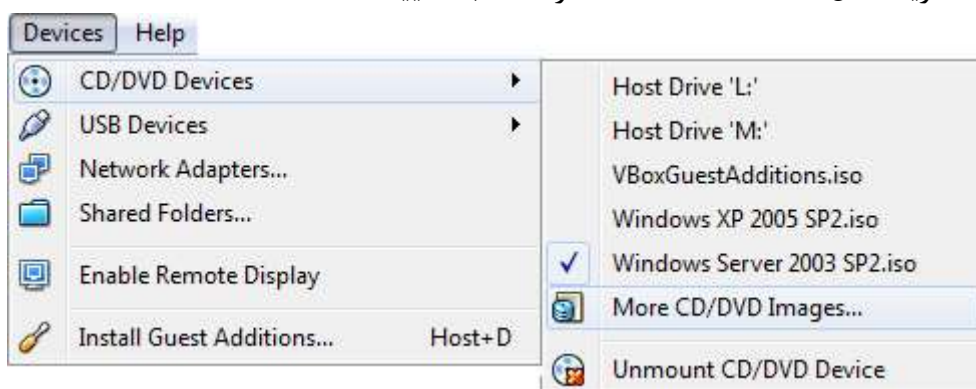 Devices Help
CD/DVD Devices
USB Devices
Network Adapters...
Shared Folders...
Enable Remote Display
Install Guest Additions... Host+D
Host Drive 'L:'
Host Drive 'M:'
VBoxGuestAdditions.iso
Windows XP 2005 SP2.iso
Windows Server 2003 SP2.iso
More CD/DVD Images...
Unmount CD/DVD Device